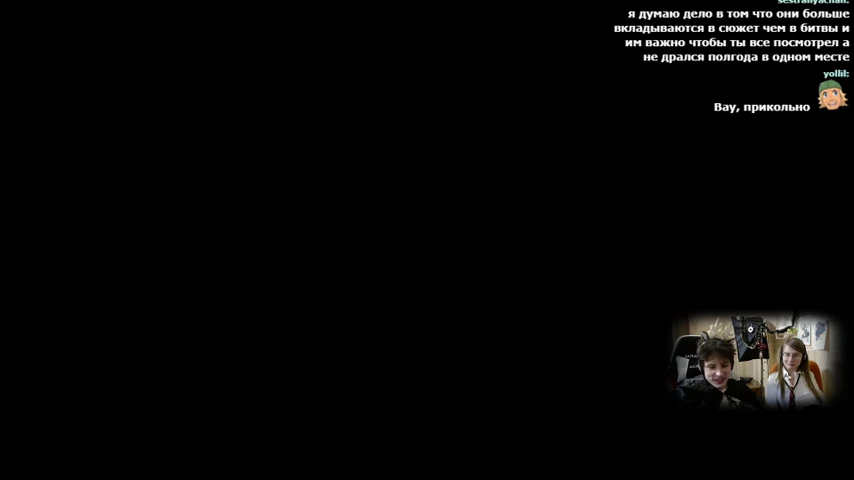 я думаю дело в том что они больше
вкладываются в сюжет чем в битвы и
им важно чтобы ты все посмотрел а
не дрался полгода в одном месте
yollil:
Вау, прикольно